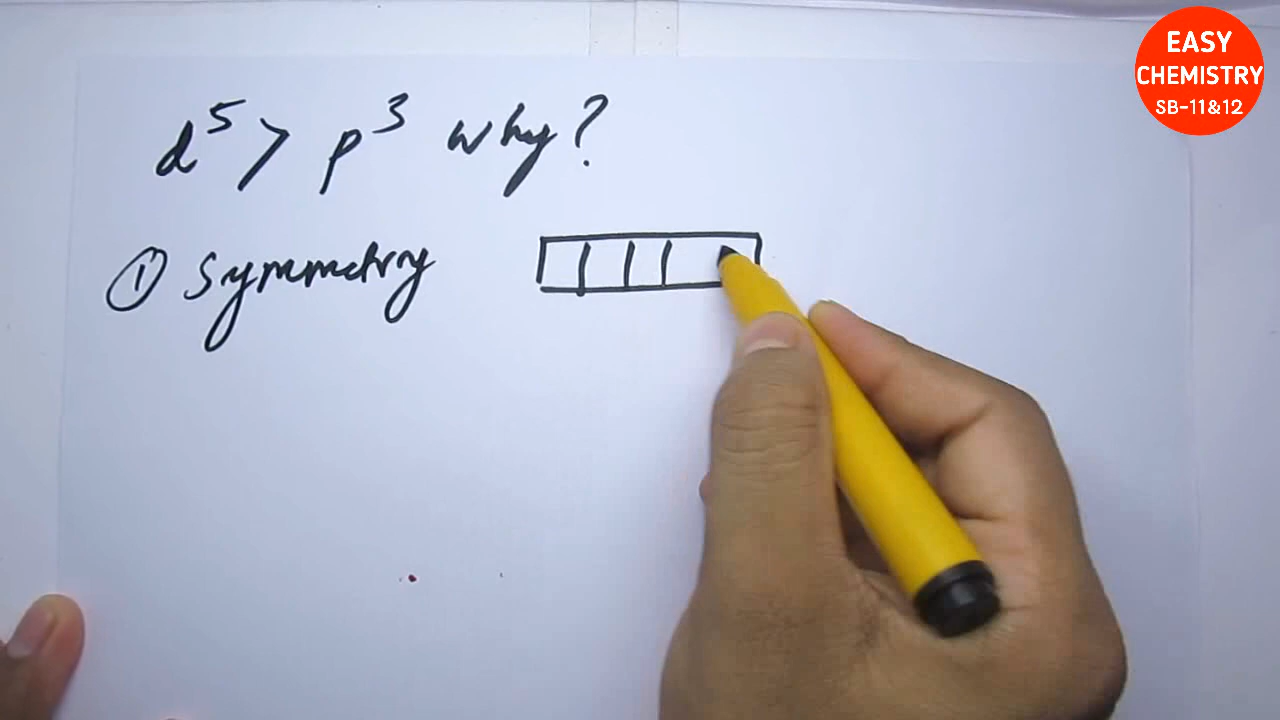 d⁵ > p³ why?
① Symmetry
EASY
CHEMISTRY
SB-11&12